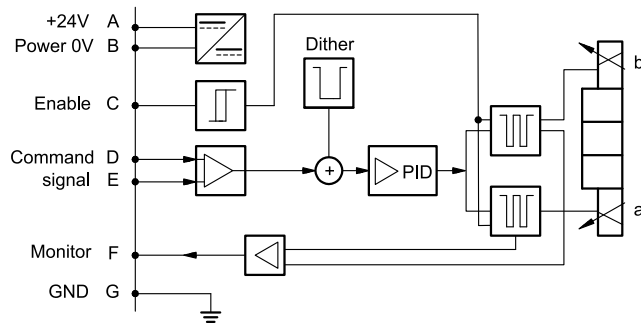 +24V A
Power 0V B
Dither
b
Enable C
Command D
signal E
+
PID
a
Monitor F
GND G